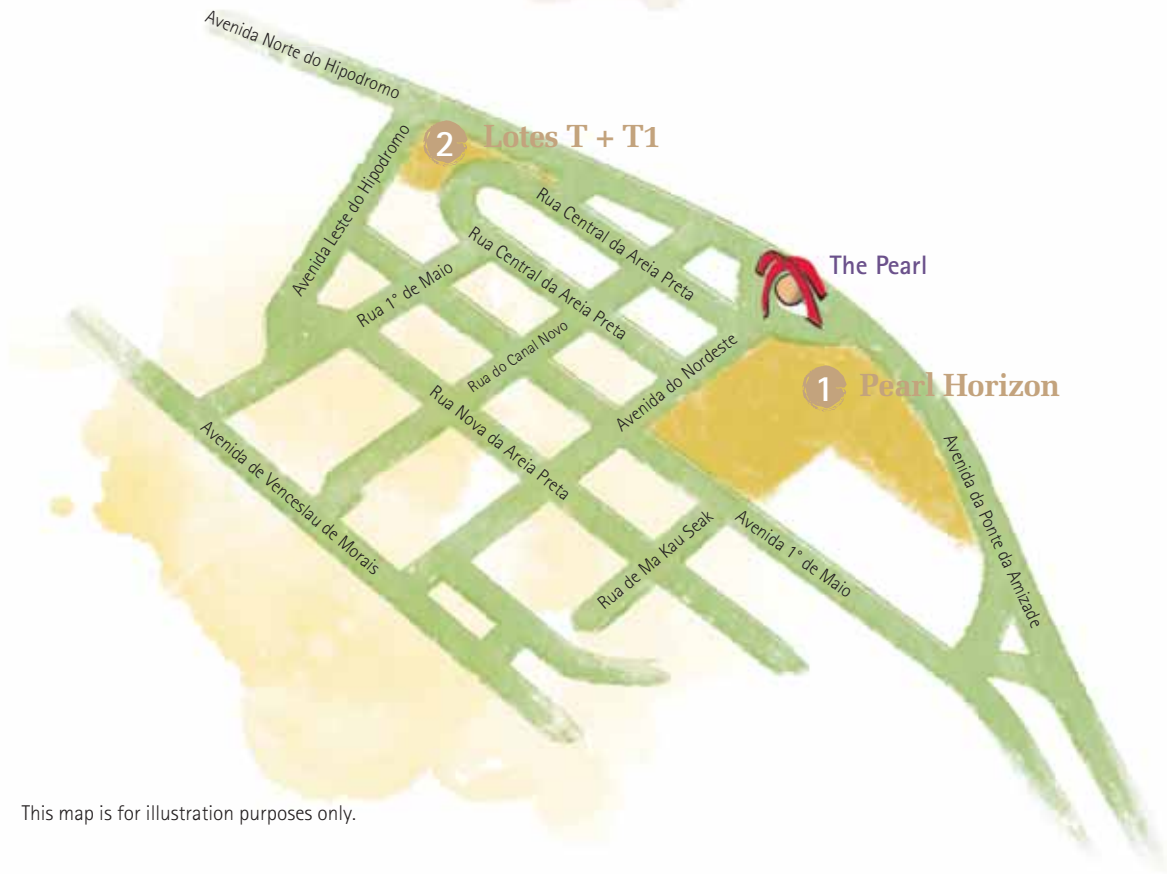 Avenida Norte do Hipodromo
2 Lotes T + T1
Avenida Leste do Hipodromo
Rua Central da Areia Preta
Rua Central da Areia Preta
The Pearl
Rua 1° de Maio
Rua do Canal Novo
Avenida do Nordeste
1 Pearl Horizon
Rua Nova da Areia Preta
Avenida de Venceslau de Morais
Avenida da Ponte da Amizade
Rua de Ma Kau Seak
Avenida 1° de Maio
This map is for illustration purposes only.